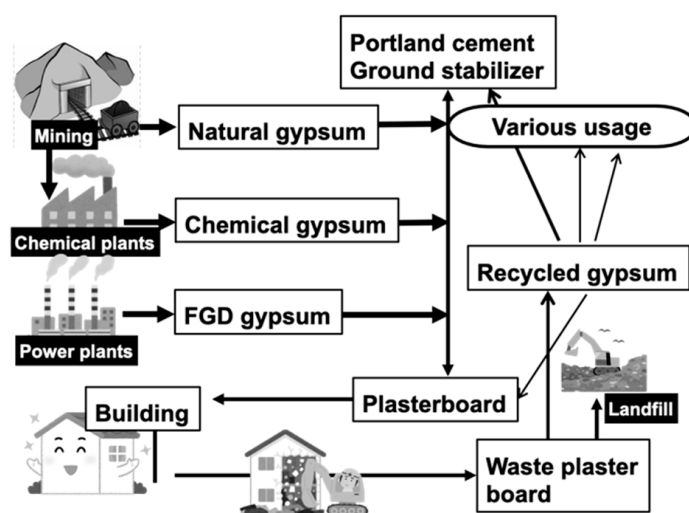 Portland cement
Ground stabilizer
Mining
Natural gypsum
Various usage
Chemical plants
Chemical gypsum
Recycled gypsum
Power plants
FGD gypsum
Building
Plasterboard
Landfill
Waste plaster
board